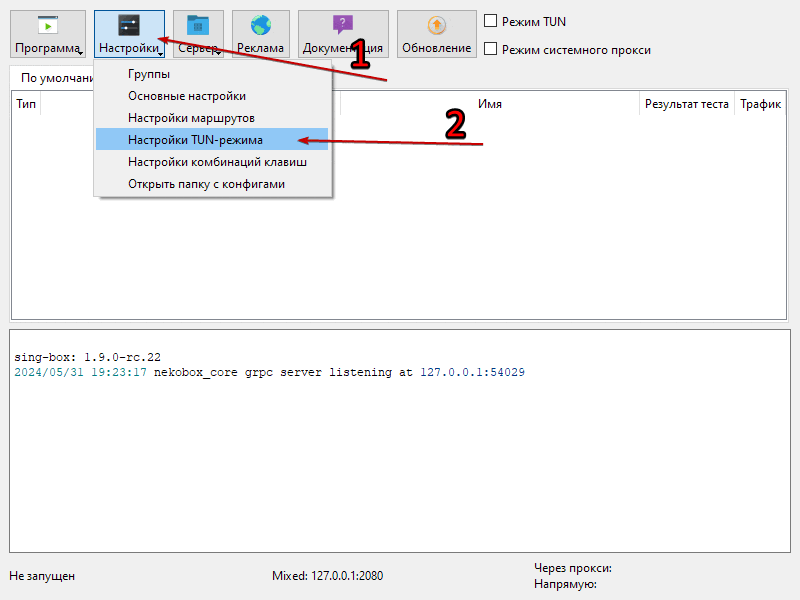 Программа
Настройки
Сервер
Реклама
Документация
Обновление
Режим TUN
Режим системного прокси
1
По умолчани
Группы
Основные настройки
Настройки маршрутов
Настройки TUN-режима
Настройки комбинаций клавиш
Открыть папку с конфигами
Тип
Имя
Результат теста
Трафик
2
sing-box: 1.9.0-rc.22
2024/05/31 19:23:17 nekobox_core grpc server listening at 127.0.0.1:54029
Не запущен
Mixed: 127.0.0.1:2080
Через прокси:
Напрямую: